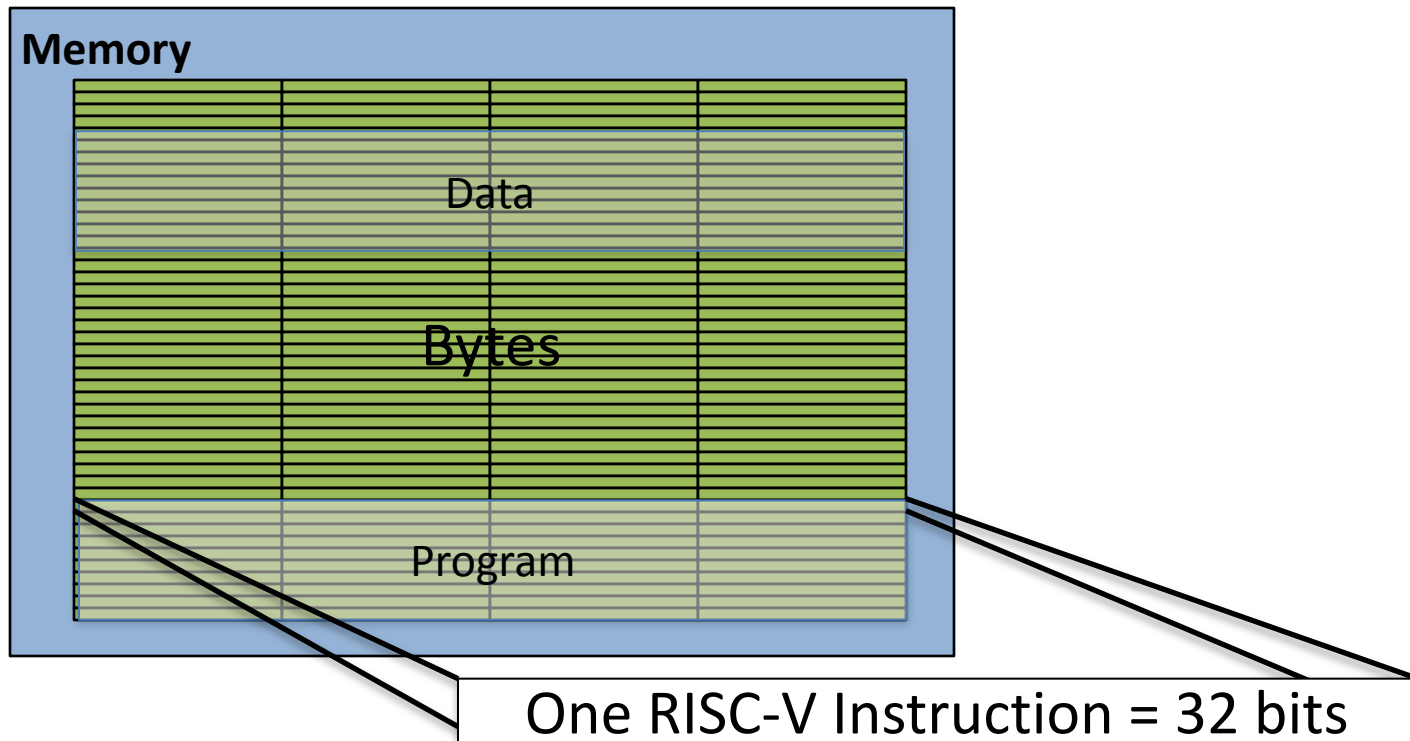 Memory
Data
Bytes
Program
One RISC-V Instruction = 32 bits